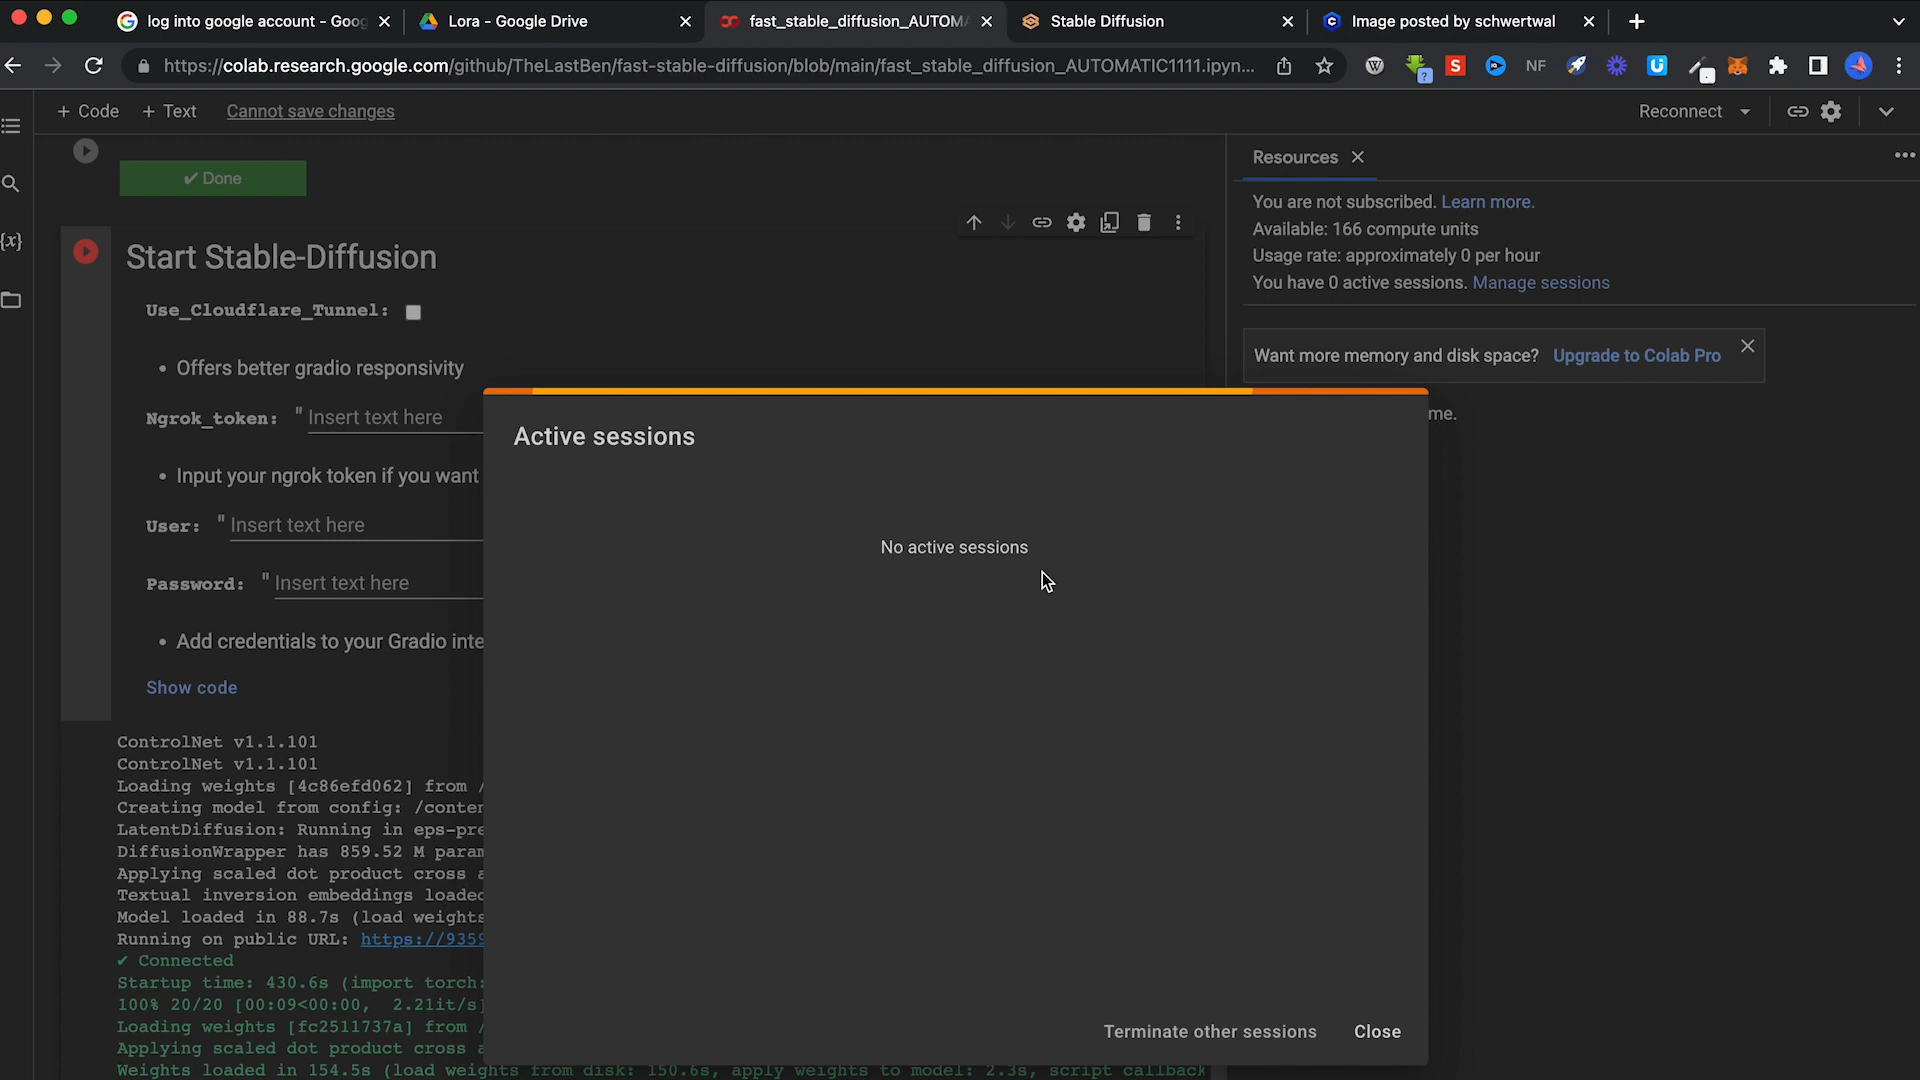 log into google account - Goog
Lora - Google Drive
fast_stable_diffusion_AUTOMA
Stable Diffusion
Image posted by schwertwal
https://colab.research.google.com/github/TheLastBen/fast-stable-diffusion/blob/main/fast_stable_diffusion_AUTOMATIC1111.ipyn...
NF
+ Code + Text Cannot save changes
Reconnect
✔ Done
Resources
You are not subscribed. Learn more.
Available: 166 compute units
Usage rate: approximately 0 per hour
You have 0 active sessions. Manage sessions
Want more memory and disk space? Upgrade to Colab Pro
me.
{x}
Start Stable-Diffusion
Use_Cloudflare_Tunnel:
• Offers better gradio responsivity
Ngrok_token: " Insert text here
• Input your ngrok token if you want
User: " Insert text here
Password: " Insert text here
• Add credentials to your Gradio inte
Show code
Active sessions
No active sessions
Terminate other sessions Close
ControlNet v1.1.101
ControlNet v1.1.101
Loading weights [4c86efd062] from /
Creating model from config: /conten
LatentDiffusion: Running in eps-pre
DiffusionWrapper has 859.52 M param
Applying scaled dot product cross a
Textual inversion embeddings loaded
Model loaded in 88.7s (load weights
Running on public URL: https://9359
✔ Connected
Startup time: 430.6s (import torch:
100% 20/20 [00:09<00:00, 2.21it/s]
Loading weights [fc2511737a] from /
Applying scaled dot product cross a
Weights loaded in 154.5s (load weights from disk: 150.6s, apply weights to model: 2.3s, script callback